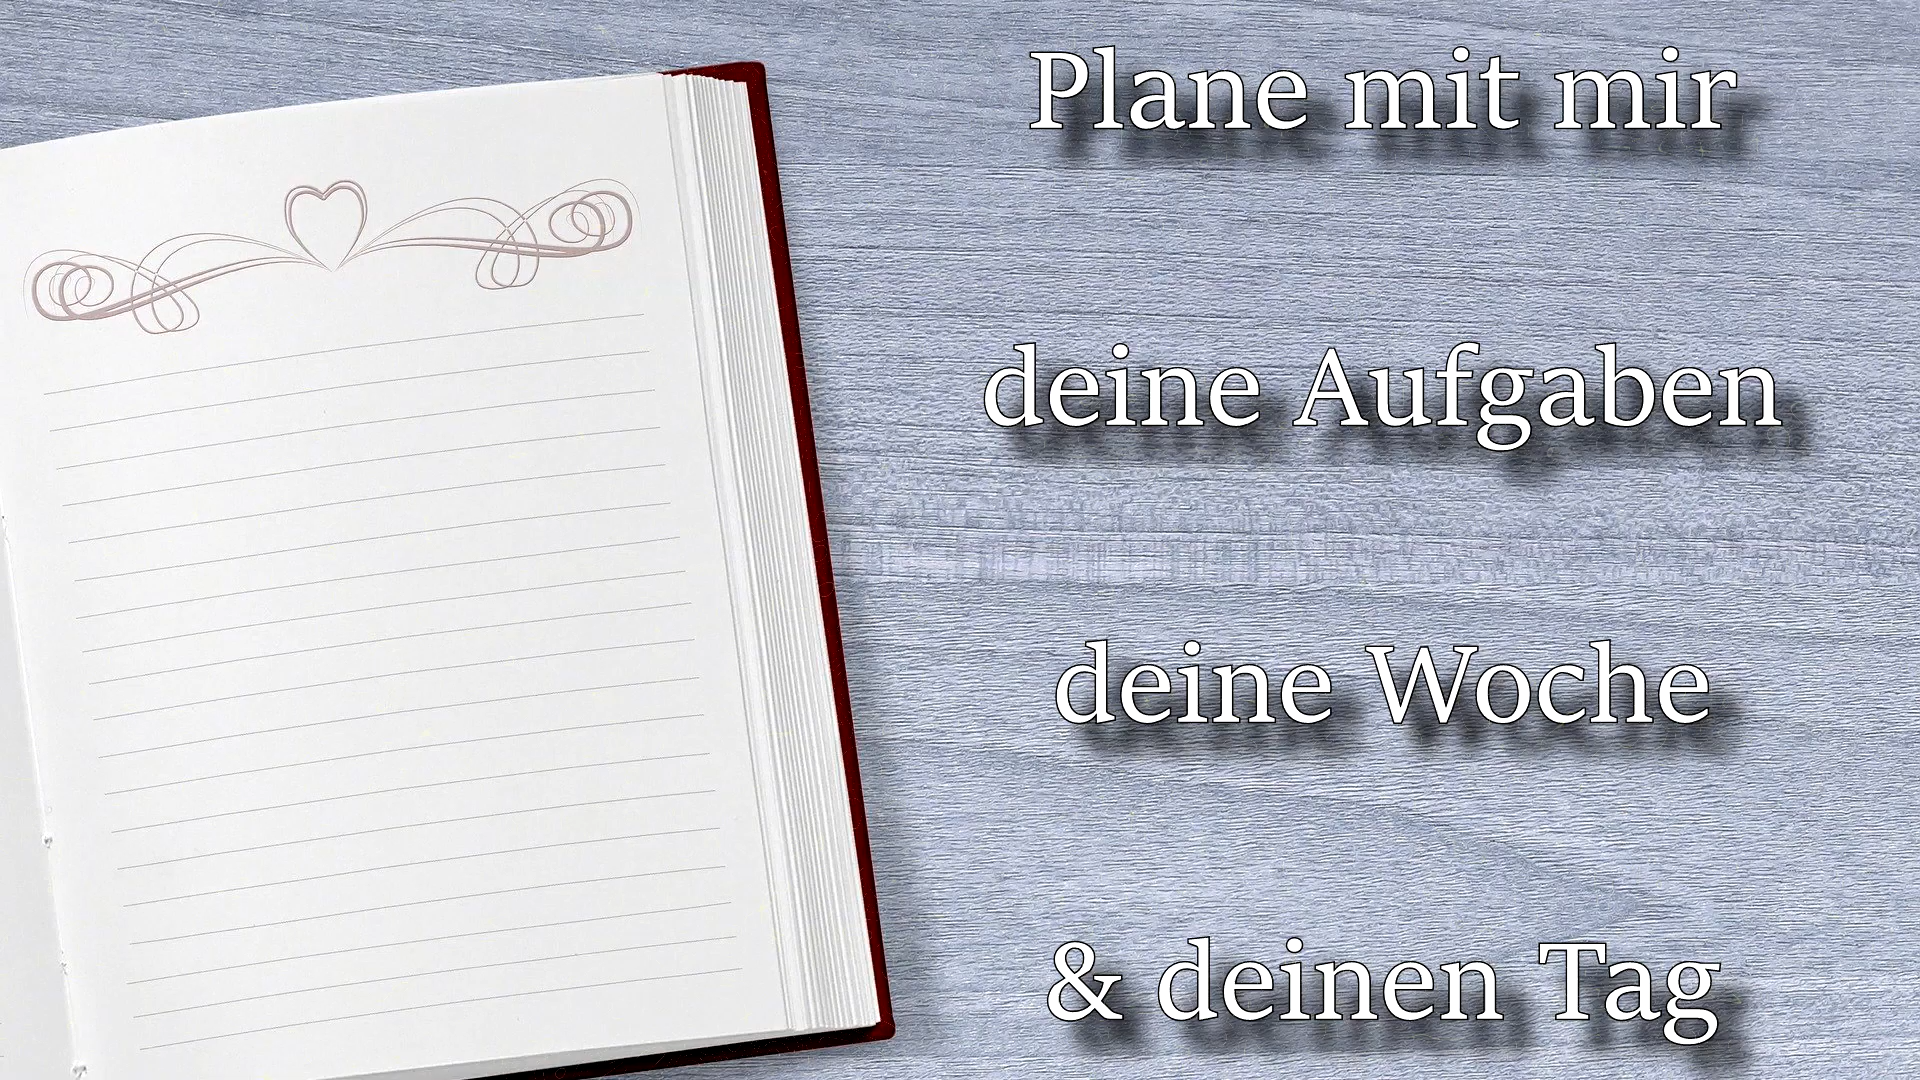 Plane mit mir
deine Aufgaben
deine Woche
& deinen Tag